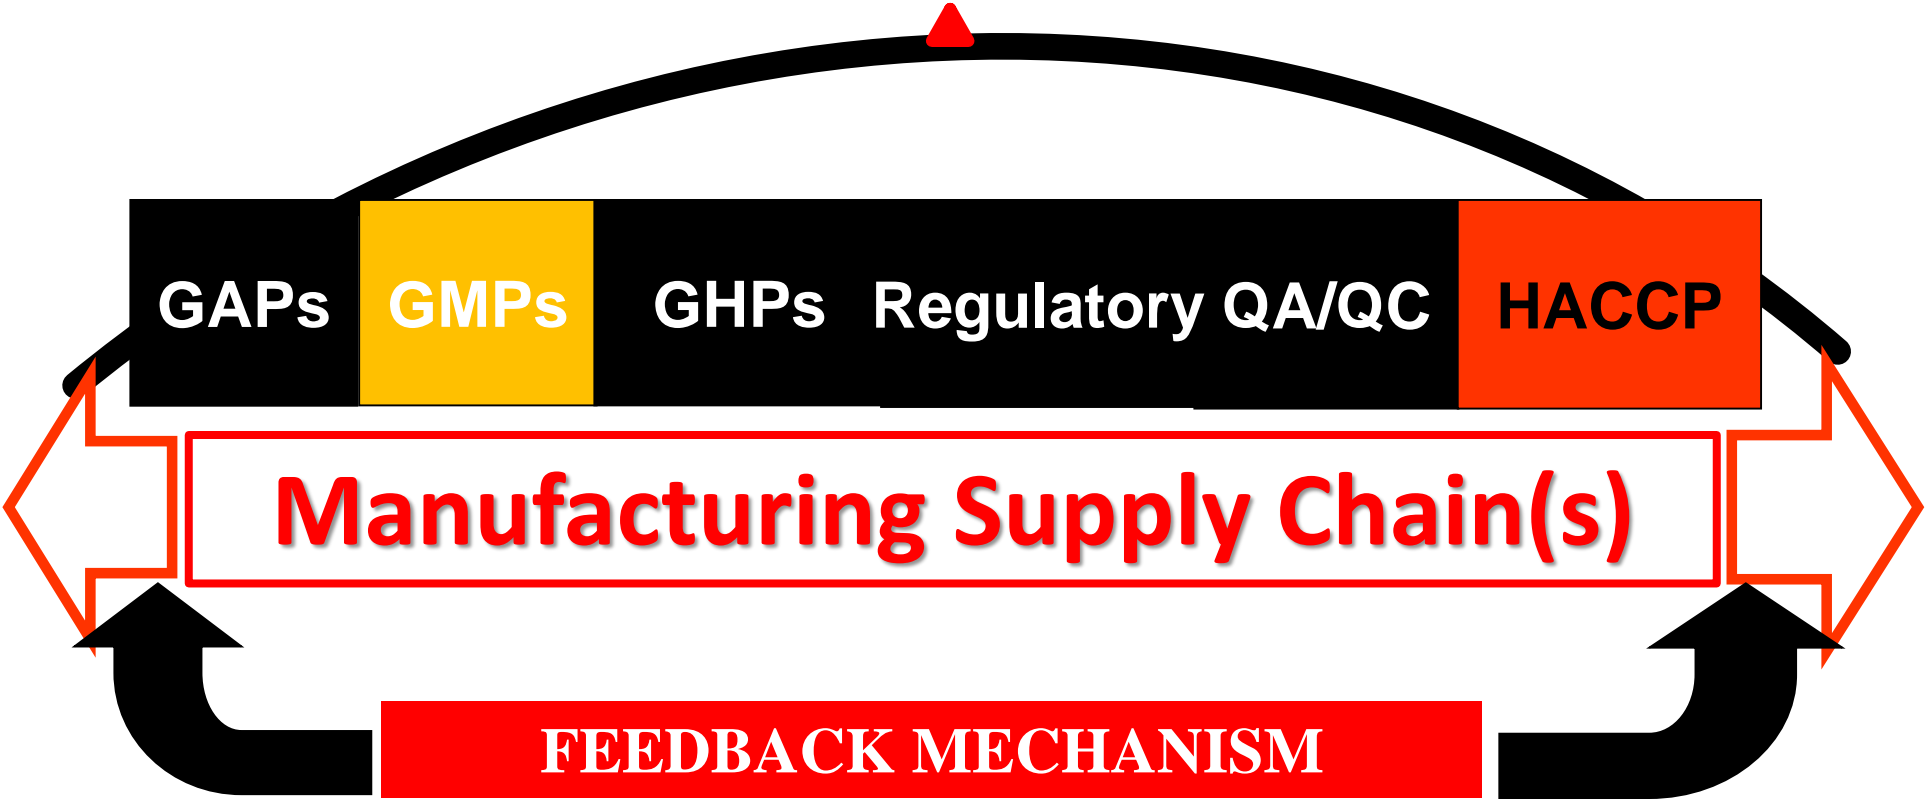 GAPs GMPs GHPs Regulatory QA/QC HACCP
Manufacturing Supply Chain(s)
FEEDBACK MECHANISM